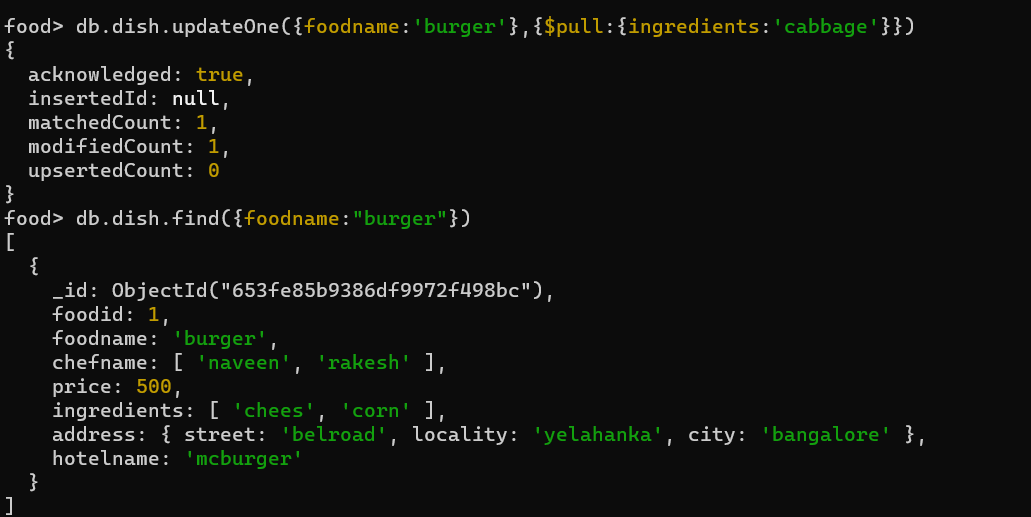 food> db.dish.updateOne({foodname:'burger'},{$pull:{ingredients:'cabbage'}})
{
  acknowledged: true,
  insertedId: null,
  matchedCount: 1,
  modifiedCount: 1,
  upsertedCount: 0
}
food> db.dish.find({foodname:"burger"})
[
  {
    _id: ObjectId("653fe85b9386df9972f498bc"),
    foodid: 1,
    foodname: 'burger',
    chefname: [ 'naveen', 'rakesh' ],
    price: 500,
    ingredients: [ 'chees', 'corn' ],
    address: { street: 'belroad', locality: 'yelahanka', city: 'bangalore' },
    hotelname: 'mcburger'
  }
]